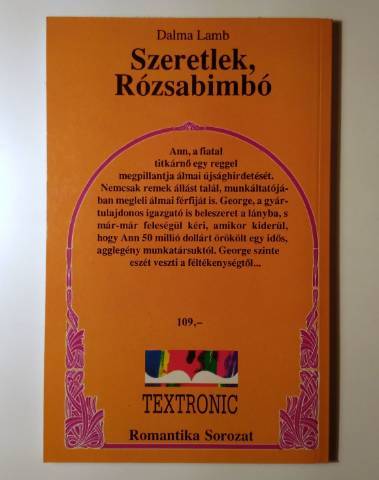 Dalma Lamb
Szeretlek,
Rózsabimbó
Ann, a fiatal
titkárnő egy reggel
megpillantja álmai újsághirdetését.
Nemcsak remek állást talál, munkáltatójá-
ban megleli álmai férfiját is. George, a gyár-
tulajdonos igazgató is beleszeret a lányba, s
már-már feleségül kéri, amikor kiderül,
hogy Ann 50 millió dollárt örökölt egy idős,
agglegény munkatársuktól. George szinte
eszét veszti a féltékenységtől...
109,–
TEXTRONIC
Romantika Sorozat